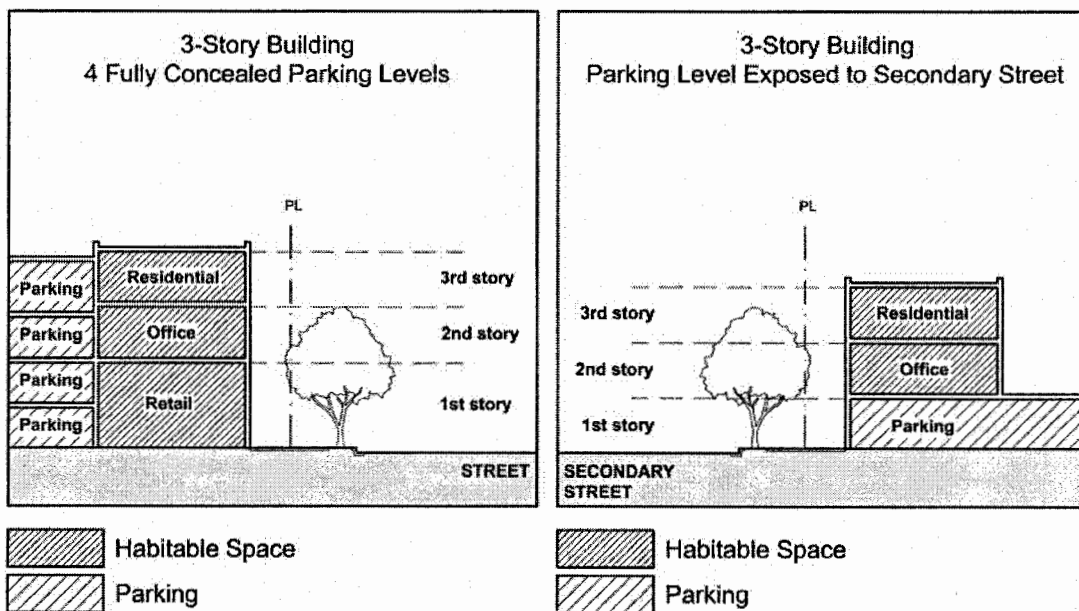 3-Story Building
4 Fully Concealed Parking Levels
PL
Residential
Parking
3rd story
Office
Parking
2nd story
Parking
Retail
1st story
Parking
STREET
Habitable Space
Parking
3-Story Building
Parking Level Exposed to Secondary Street
PL
3rd story
Residential
2nd story
Office
1st story
Parking
SECONDARY
STREET
Habitable Space
Parking